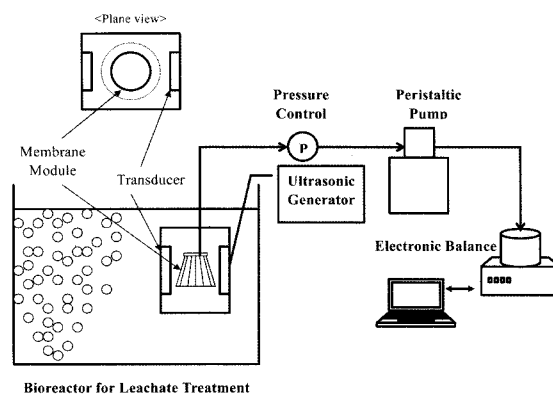 <Plane view>
Pressure
Control
Peristaltic
Pump
P
Membrane
Module
Transducer
Ultrasonic
Generator
Electronic Balance
Bioreactor for Leachate Treatment